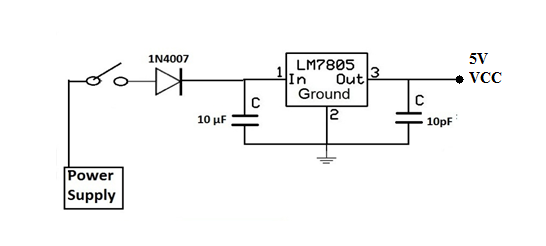 1N4007
LM7805
1 In Out 3
Ground
2
C
10 µF
C
10pF
5V
VCC
Power
Supply